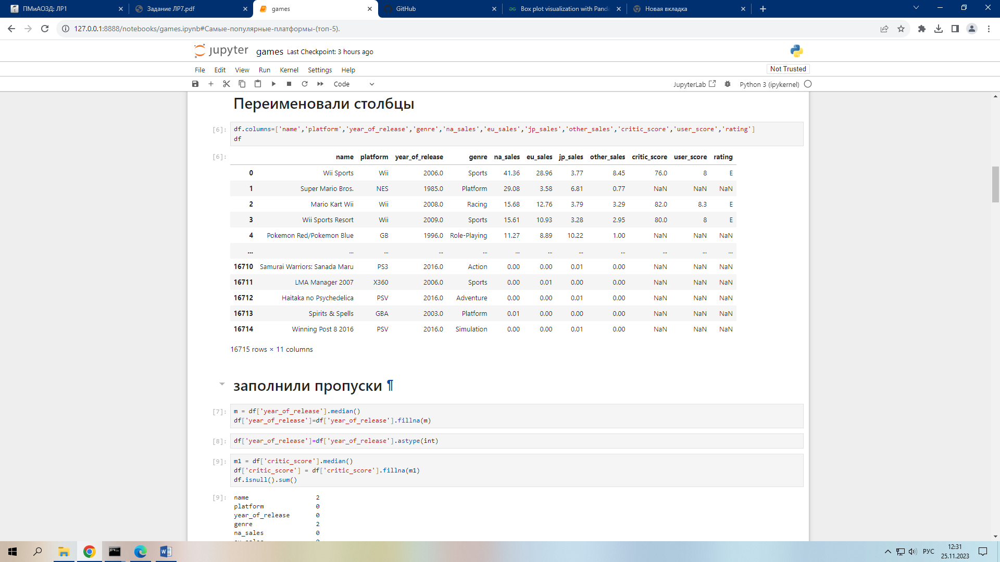 ПМиАОЗД: ЛР1
Задание ЛР7.pdf
games
GitHub
Box plot visualization with Panda
Новая вкладка
127.0.0.1:8888/notebooks/games.ipynb#Самые-популярные-платформы-(топ-5).
jupyter games Last Checkpoint: 3 hours ago
File Edit View Run Kernel Settings Help
Not Trusted
Code
JupyterLab
Python 3 (ipykernel)
Переименовали столбцы
[6]: df.columns=['name','platform','year_of_release','genre','na_sales','eu_sales','jp_sales','other_sales','critic_score','user_score','rating']
df
[6]: name platform year_of_release genre na_sales eu_sales jp_sales other_sales critic_score user_score rating
0 Wii Sports Wii 2006.0 Sports 41.36 28.96 3.77 8.45 76.0 8 E
1 Super Mario Bros. NES 1985.0 Platform 29.08 3.58 6.81 0.77 NaN NaN NaN
2 Mario Kart Wii Wii 2008.0 Racing 15.68 12.76 3.79 3.29 82.0 8.3 E
3 Wii Sports Resort Wii 2009.0 Sports 15.61 10.93 3.28 2.95 80.0 8 E
4 Pokemon Red/Pokemon Blue GB 1996.0 Role-Playing 11.27 8.89 10.22 1.00 NaN NaN NaN
... ... ... ... ... ... ... ... ... ... ... ...
16710 Samurai Warriors: Sanada Maru PS3 2016.0 Action 0.00 0.00 0.01 0.00 NaN NaN NaN
16711 LMA Manager 2007 X360 2006.0 Sports 0.00 0.01 0.00 0.00 NaN NaN NaN
16712 Haitaka no Psychedelica PSV 2016.0 Adventure 0.00 0.00 0.01 0.00 NaN NaN NaN
16713 Spirits & Spells GBA 2003.0 Platform 0.01 0.00 0.00 0.00 NaN NaN NaN
16714 Winning Post 8 2016 PSV 2016.0 Simulation 0.00 0.00 0.01 0.00 NaN NaN NaN
16715 rows × 11 columns
заполнили пропуски ¶
[7]: m = df['year_of_release'].median()
df['year_of_release']=df['year_of_release'].fillna(m)
[8]: df['year_of_release']=df['year_of_release'].astype(int)
[9]: m1 = df['critic_score'].median()
df['critic_score'] = df['critic_score'].fillna(m1)
df.isnull().sum()
[9]: name 2
platform 0
year_of_release 0
genre 2
na_sales 0
РУС
12:31
25.11.2023